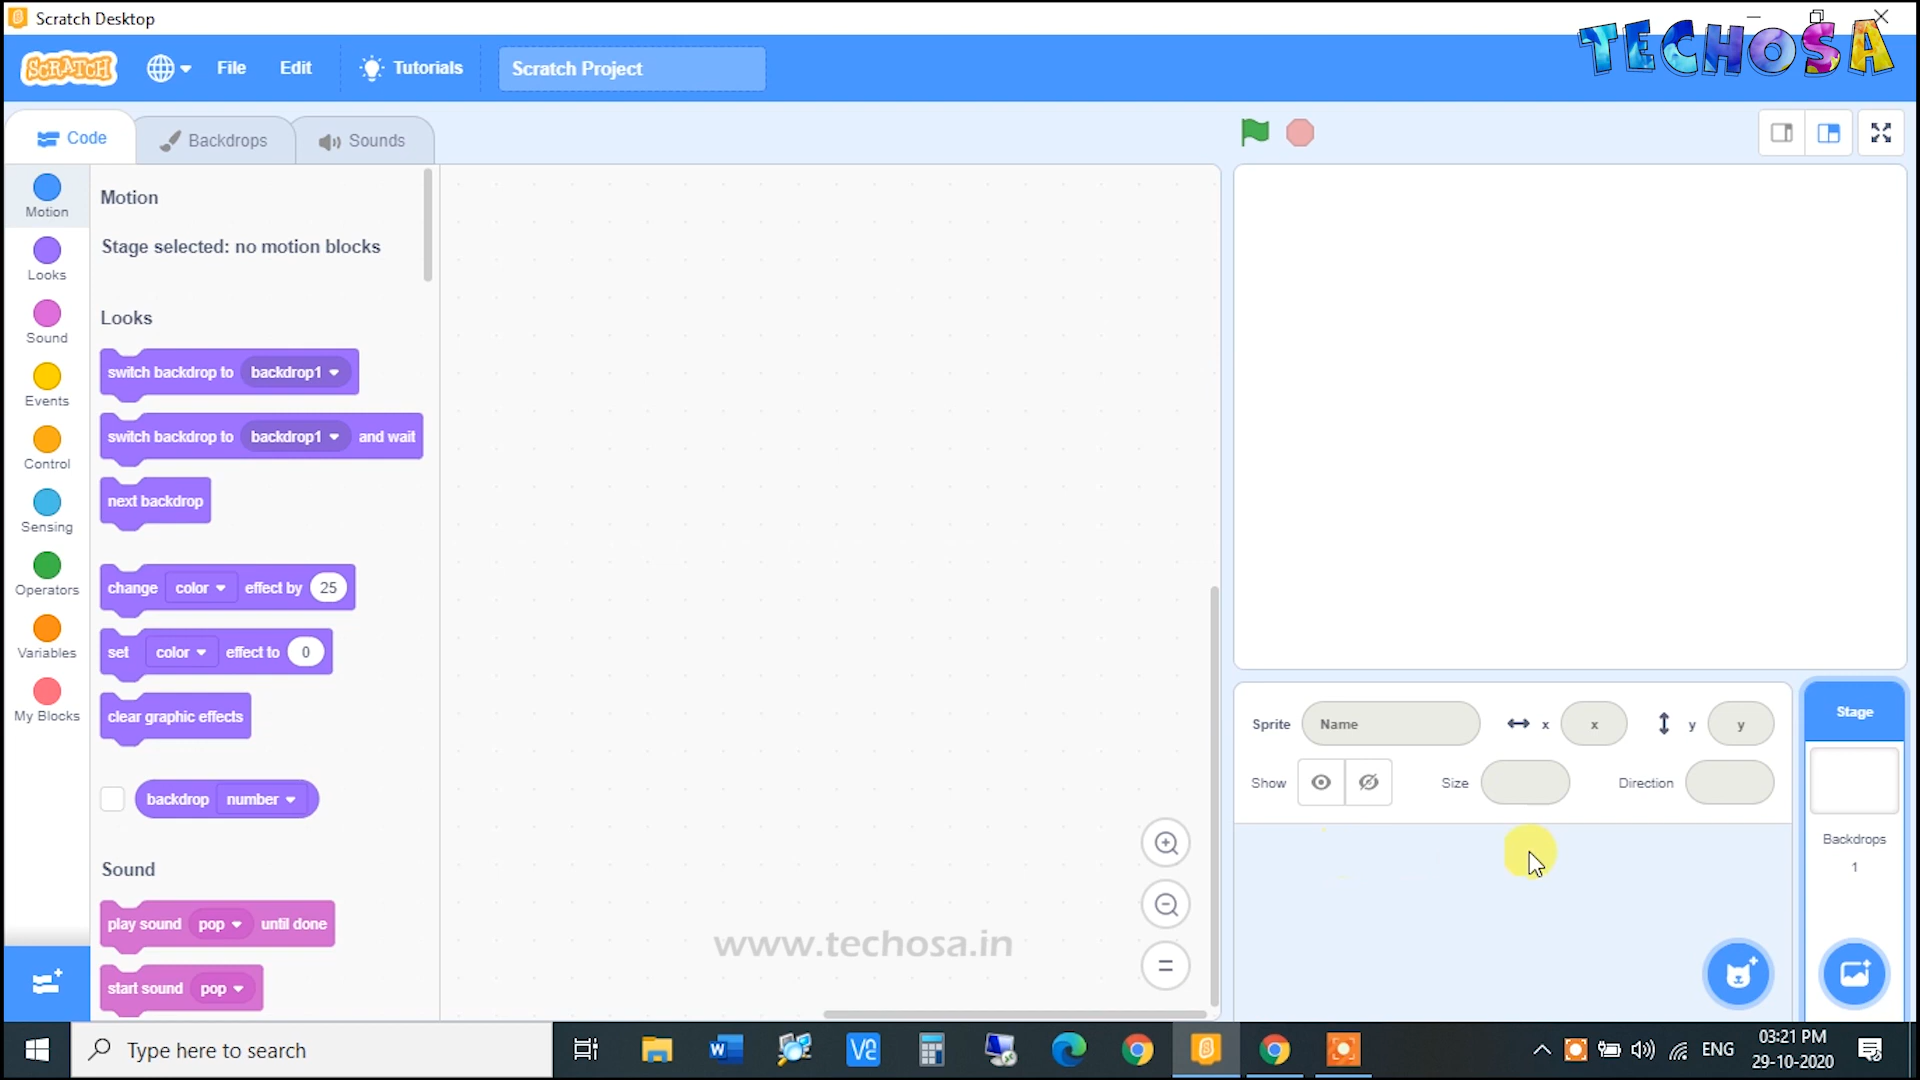 Scratch Desktop
TECHOSA
SCRATCH
File
Edit
Tutorials
Scratch Project
Code
Backdrops
Sounds
Motion
Looks
Sound
Events
Control
Sensing
Operators
Variables
My Blocks
Motion
Stage selected: no motion blocks
Looks
switch backdrop to backdrop1
switch backdrop to backdrop1 and wait
next backdrop
change color effect by 25
set color effect to 0
clear graphic effects
backdrop number
Sound
play sound pop until done
start sound pop
www.techosa.in
Sprite Name x x y y
Show Size Direction
Stage
Backdrops
1
Type here to search
ENG
03:21 PM
29-10-2020